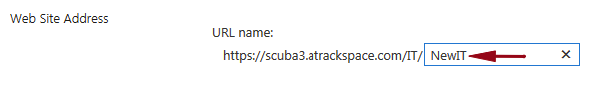 Web Site Address
URL name:
https://scuba3.atrackspace.com/IT/ NewIT